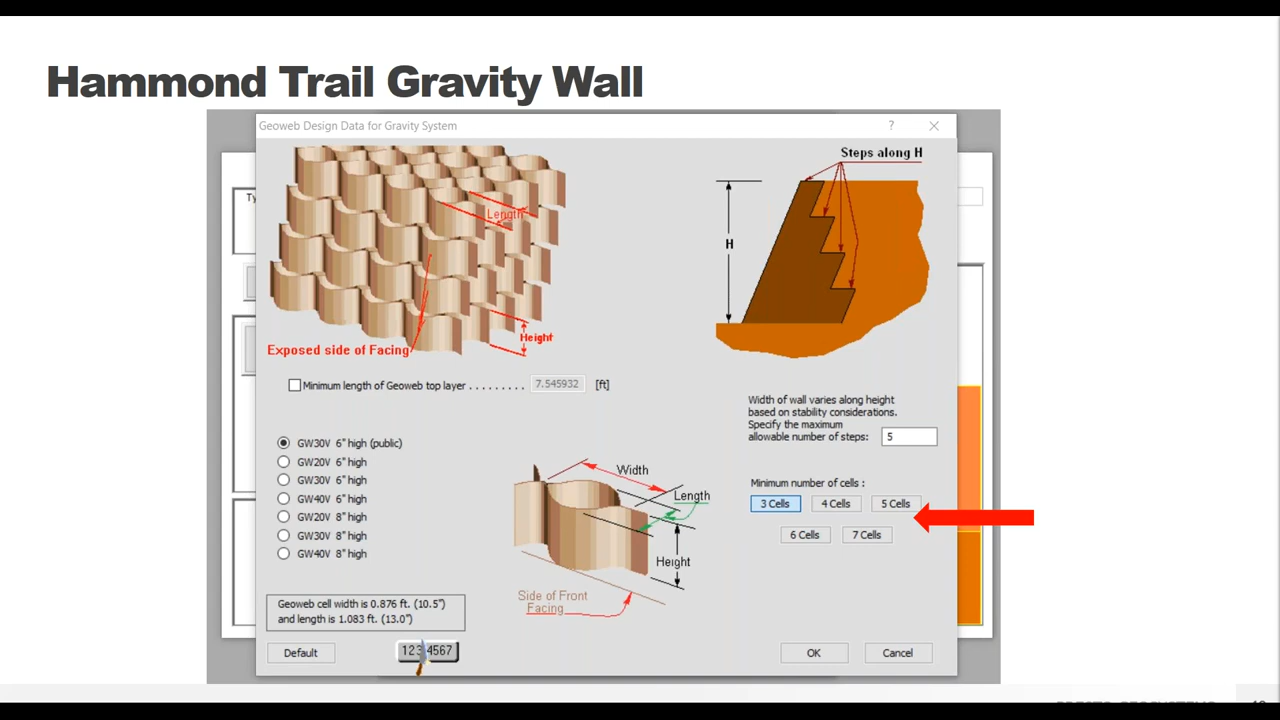 Hammond Trail Gravity Wall
Geoweb Design Data for Gravity System
?
Steps along H
Ty
Length
H
Height
Exposed side of Facing
Minimum length of Geoweb top layer . . . . . . . . . 7.545932 [ft]
Width of wall varies along height
based on stability considerations.
Specify the maximum
allowable number of steps: 5
GW30V 6" high (public)
GW20V 6" high
GW30V 6" high
GW40V 6" high
GW20V 8" high
GW30V 8" high
GW40V 8" high
Width
Length
Height
Side of Front
Facing
Minimum number of cells :
3 Cells 4 Cells 5 Cells
6 Cells 7 Cells
Geoweb cell width is 0.876 ft. (10.5")
and length is 1.083 ft. (13.0")
Default 123.4567 OK Cancel